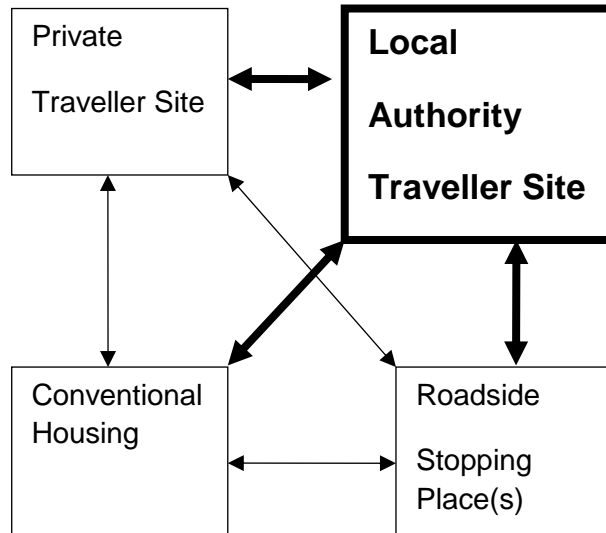 Private
Traveller Site
Local
Authority
Traveller Site
Conventional
Housing
Roadside
Stopping
Place(s)